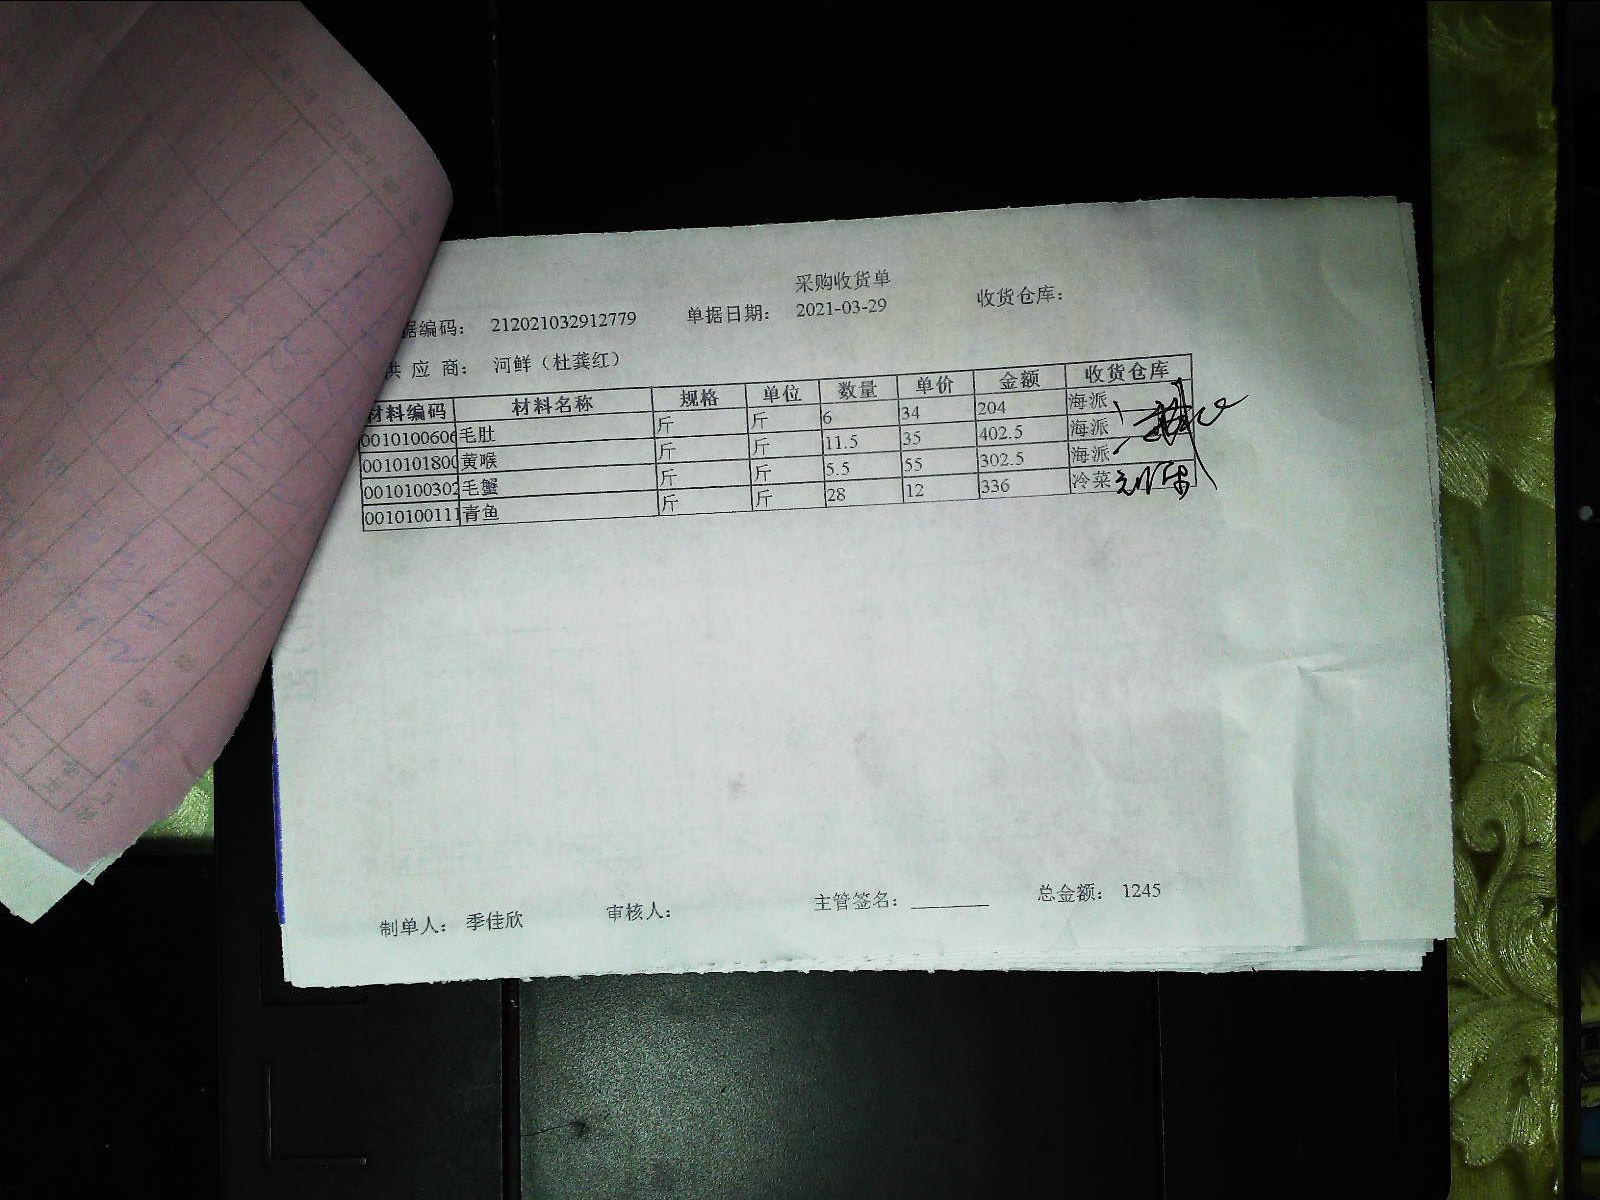 采购收货单
据编码： 212021032912779 单据日期： 2021-03-29 收货仓库：
供 应 商： 河鲜（杜龚红）
材料编码 材料名称 规格 单位 数量 单价 金额 收货仓库
0010100606 毛肚 斤 斤 6 34 204 海派
0010101800 黄喉 斤 斤 11.5 35 402.5 海派
0010100302 毛蟹 斤 斤 5.5 55 302.5 海派
0010100111 青鱼 斤 斤 28 12 336 冷菜
制单人： 季佳欣 审核人： 主管签名： 总金额： 1245